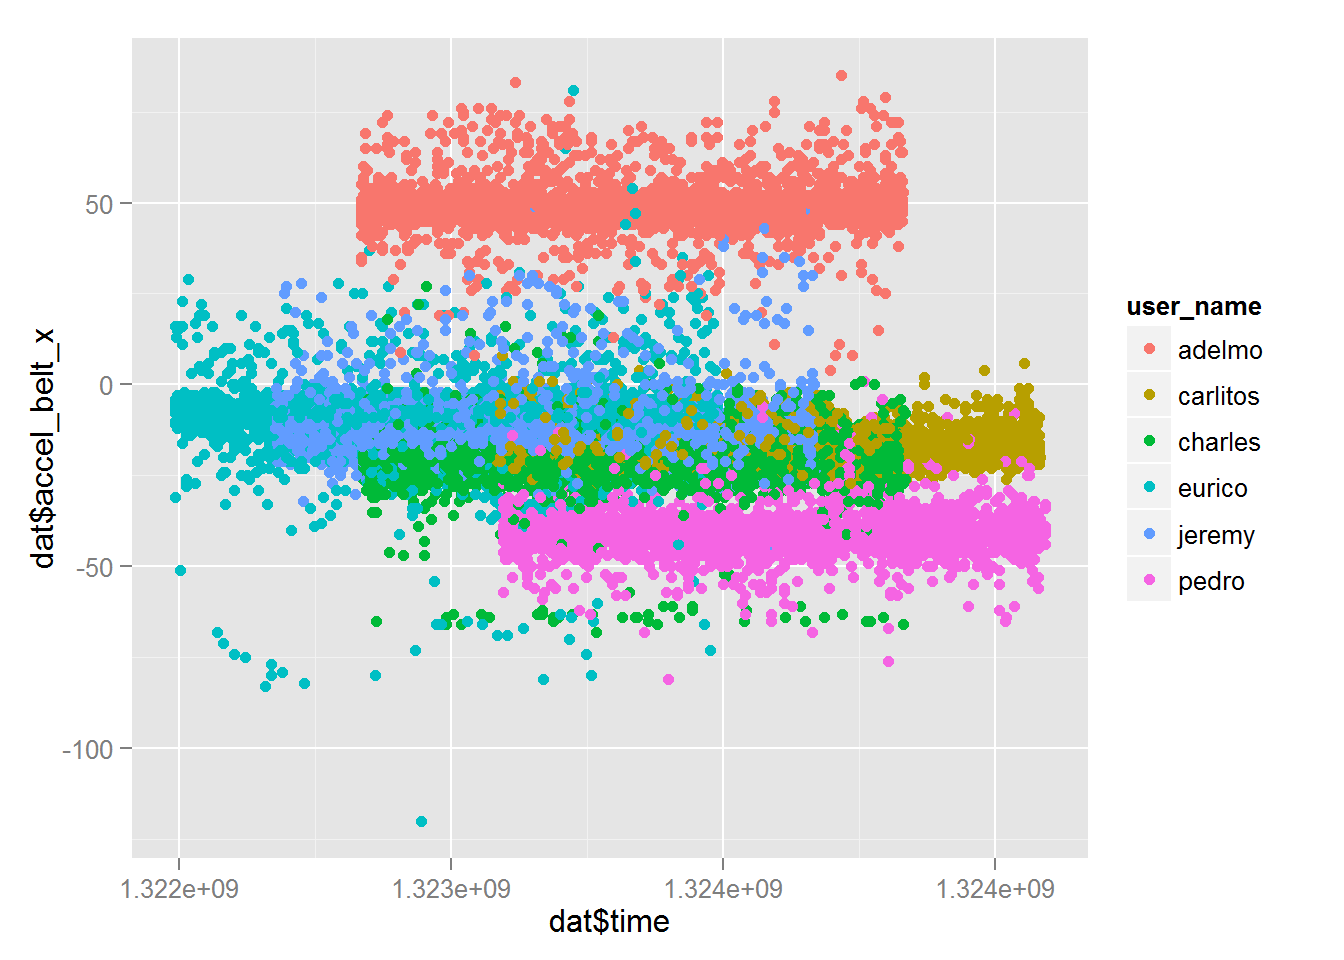 dat$accel_belt_x
50
0
-50
-100
1.322e+09 1.323e+09 1.324e+09 1.324e+09
dat$time
user_name
adelmo
carlitos
charles
eurico
jeremy
pedro